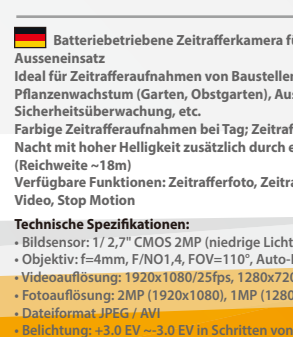 Batteriebetriebene Zeitrafferkamera fü
Ausseneinsatz
Ideal für Zeitrafferaufnahmen von Baustellen
Pflanzenwachstum (Garten, Obstgarten), Aus
Sicherheitsüberwachung, etc.
Farbige Zeitrafferaufnahmen bei Tag; Zeitraf
Nacht mit hoher Helligkeit zusätzlich durch e
(Reichweite ~18m)
Verfügbare Funktionen: Zeitrafferfoto, Zeitra
Video, Stop Motion
Technische Spezifikationen:
• Bildsensor: 1/ 2,7" CMOS 2MP (niedrige Licht
• Objektiv: f=4mm, F/NO1,4, FOV=110°, Auto-I
• Videoauflösung: 1920x1080/25fps, 1280x720
• Fotoauflösung: 2MP (1920x1080), 1MP (1280
• Dateiformat JPEG / AVI
• Belichtung: +3.0 EV ~-3.0 EV in Schritten von